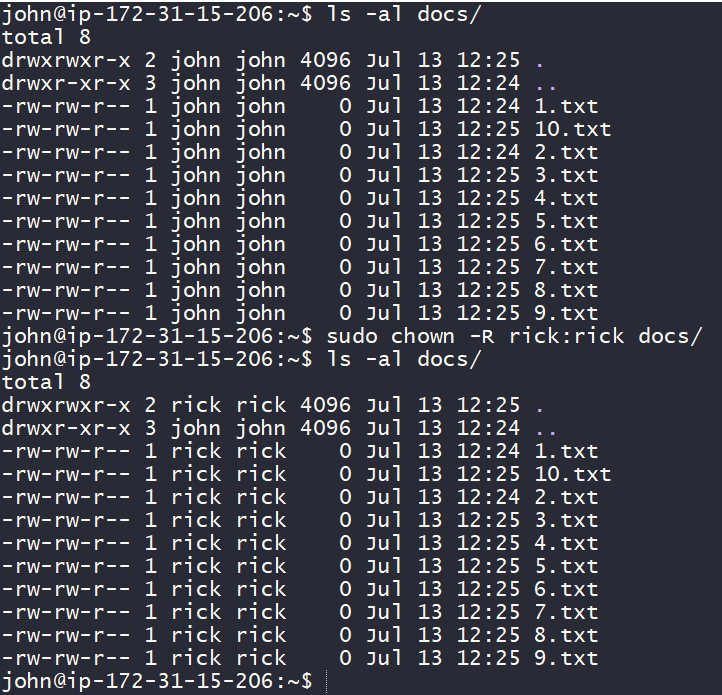 john@ip-172-31-15-206:~$ ls -al docs/
total 8
drwxrwxr-x 2 john john 4096 Jul 13 12:25 .
drwxr-xr-x 3 john john 4096 Jul 13 12:24 ..
-rw-rw-r-- 1 john john    0 Jul 13 12:24 1.txt
-rw-rw-r-- 1 john john    0 Jul 13 12:25 10.txt
-rw-rw-r-- 1 john john    0 Jul 13 12:24 2.txt
-rw-rw-r-- 1 john john    0 Jul 13 12:25 3.txt
-rw-rw-r-- 1 john john    0 Jul 13 12:25 4.txt
-rw-rw-r-- 1 john john    0 Jul 13 12:25 5.txt
-rw-rw-r-- 1 john john    0 Jul 13 12:25 6.txt
-rw-rw-r-- 1 john john    0 Jul 13 12:25 7.txt
-rw-rw-r-- 1 john john    0 Jul 13 12:25 8.txt
-rw-rw-r-- 1 john john    0 Jul 13 12:25 9.txt
john@ip-172-31-15-206:~$ sudo chown -R rick:rick docs/
john@ip-172-31-15-206:~$ ls -al docs/
total 8
drwxrwxr-x 2 rick rick 4096 Jul 13 12:25 .
drwxr-xr-x 3 john john 4096 Jul 13 12:24 ..
-rw-rw-r-- 1 rick rick    0 Jul 13 12:24 1.txt
-rw-rw-r-- 1 rick rick    0 Jul 13 12:25 10.txt
-rw-rw-r-- 1 rick rick    0 Jul 13 12:24 2.txt
-rw-rw-r-- 1 rick rick    0 Jul 13 12:25 3.txt
-rw-rw-r-- 1 rick rick    0 Jul 13 12:25 4.txt
-rw-rw-r-- 1 rick rick    0 Jul 13 12:25 5.txt
-rw-rw-r-- 1 rick rick    0 Jul 13 12:25 6.txt
-rw-rw-r-- 1 rick rick    0 Jul 13 12:25 7.txt
-rw-rw-r-- 1 rick rick    0 Jul 13 12:25 8.txt
-rw-rw-r-- 1 rick rick    0 Jul 13 12:25 9.txt
john@ip-172-31-15-206:~$